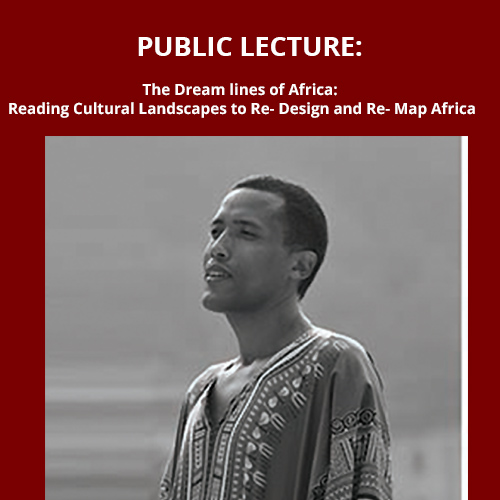 PUBLIC LECTURE:
The Dream lines of Africa:
Reading Cultural Landscapes to Re- Design and Re- Map Africa